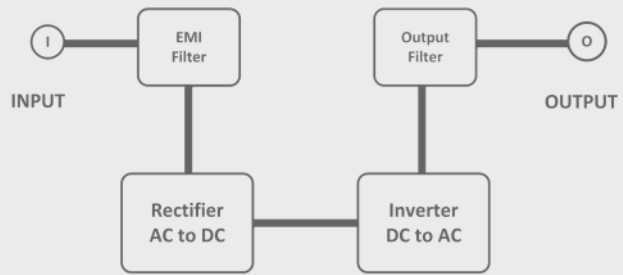 I
EMI
Filter
INPUT
Output
Filter
O
OUTPUT
Rectifier
AC to DC
Inverter
DC to AC